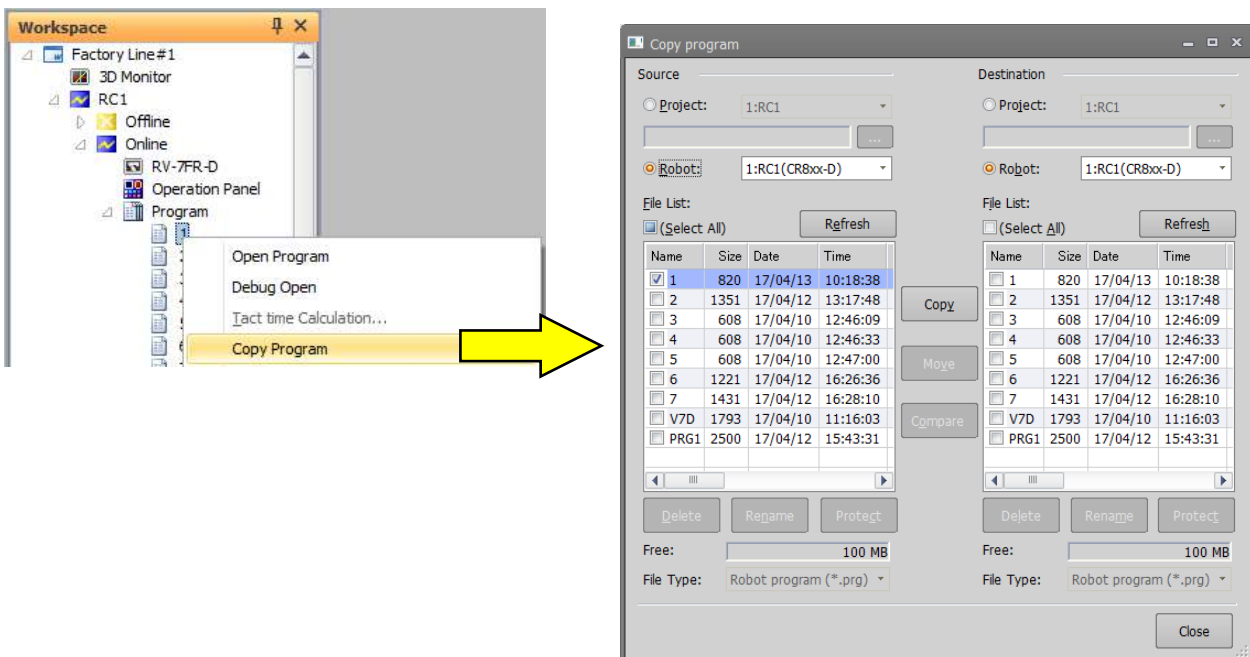 Workspace
Factory Line#1
3D Monitor
RC1
Offline
Online
RV-7FR-D
Operation Panel
Program
1
Open Program
Debug Open
Tact time Calculation...
Copy Program
Copy program
Source
Project: 1:RC1
...
Robot: 1:RC1(CR8xx-D)
File List:
(Select All) Refresh
Name Size Date Time
1 820 17/04/13 10:18:38
2 1351 17/04/12 13:17:48
3 608 17/04/10 12:46:09
4 608 17/04/10 12:46:33
5 608 17/04/10 12:47:00
6 1221 17/04/12 16:26:36
7 1431 17/04/12 16:28:10
V7D 1793 17/04/10 11:16:03
PRG1 2500 17/04/12 15:43:31
Delete Rename Protect
Free: 100 MB
File Type: Robot program (*.prg)
Copy
Move
Compare
Destination
Project: 1:RC1
...
Robot: 1:RC1(CR8xx-D)
File List:
(Select All) Refresh
Name Size Date Time
1 820 17/04/13 10:18:38
2 1351 17/04/12 13:17:48
3 608 17/04/10 12:46:09
4 608 17/04/10 12:46:33
5 608 17/04/10 12:47:00
6 1221 17/04/12 16:26:36
7 1431 17/04/12 16:28:10
V7D 1793 17/04/10 11:16:03
PRG1 2500 17/04/12 15:43:31
Delete Rename Protect
Free: 100 MB
File Type: Robot program (*.prg)
Close